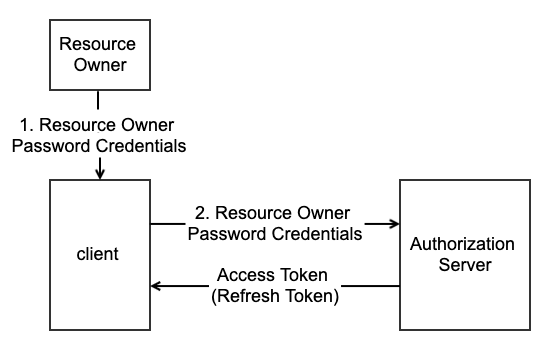 Resource
Owner
1. Resource Owner
Password Credentials
client
2. Resource Owner
Password Credentials
Access Token
(Refresh Token)
Authorization
Server